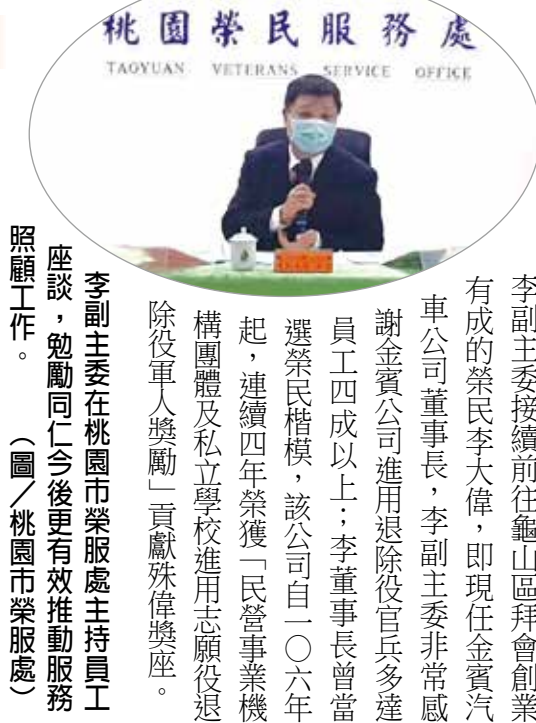 桃園榮民服務處
TAOYUAN VETERANS SERVICE OFFICE
李副主委接續前往龜山區拜會創業
有成的榮民李大偉，即現任金賓汽
車公司董事長，李副主委非常感
謝金賓公司進用退除役官兵多達
員工四成以上；李董事長曾當
選榮民楷模，該公司自一〇六年
起，連續四年榮獲「民營事業機
構團體及私立學校進用志願役退
除役軍人獎勵」貢獻殊偉獎座。
李副主委在桃園市榮服處主持員工
座談，勉勵同仁今後更有效推動服務
照顧工作。　（圖／桃園市榮服處）